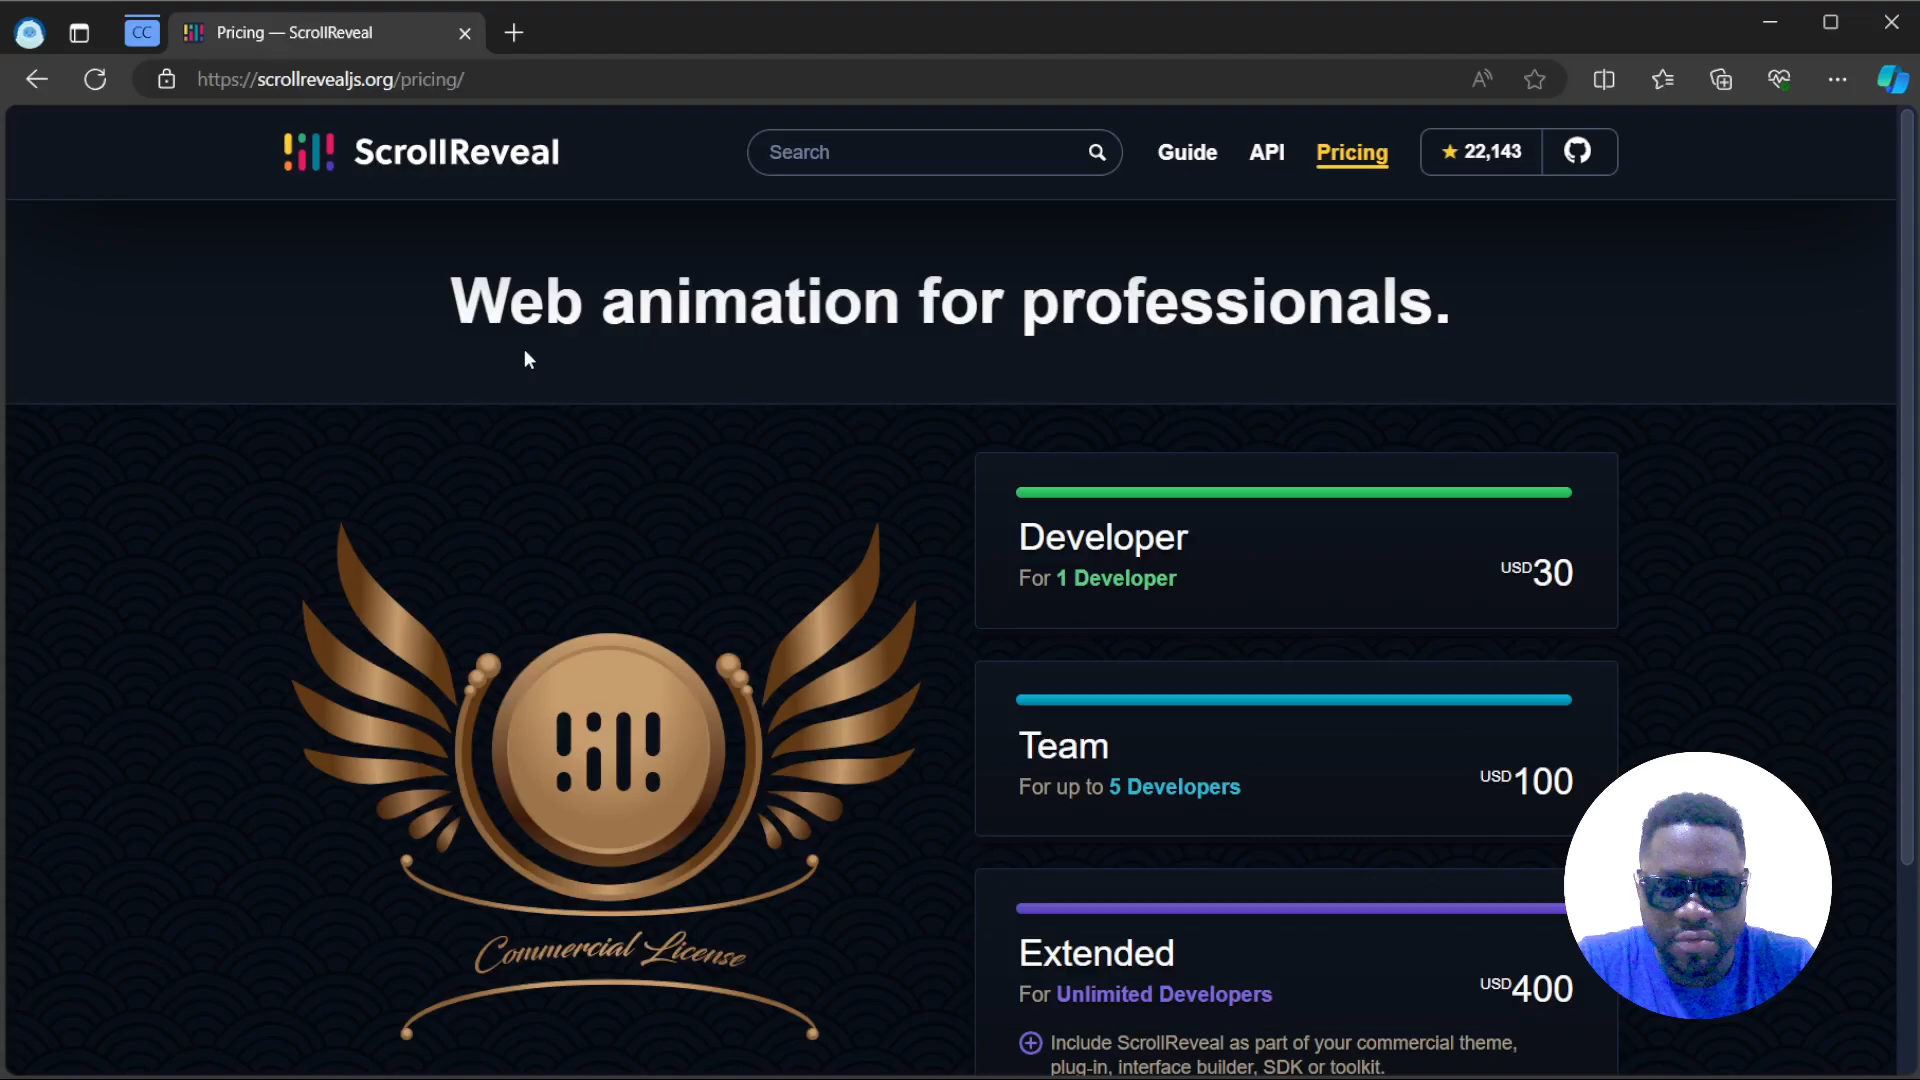 CC
Pricing — ScrollReveal
https://scrollrevealjs.org/pricing/
ScrollReveal
Search
Guide
API
Pricing
22,143
Web animation for professionals.
Developer
For 1 Developer
USD30
Team
For up to 5 Developers
USD100
Extended
For Unlimited Developers
USD400
Include ScrollReveal as part of your commercial theme,
plug-in, interface builder, SDK or toolkit.
Commercial License